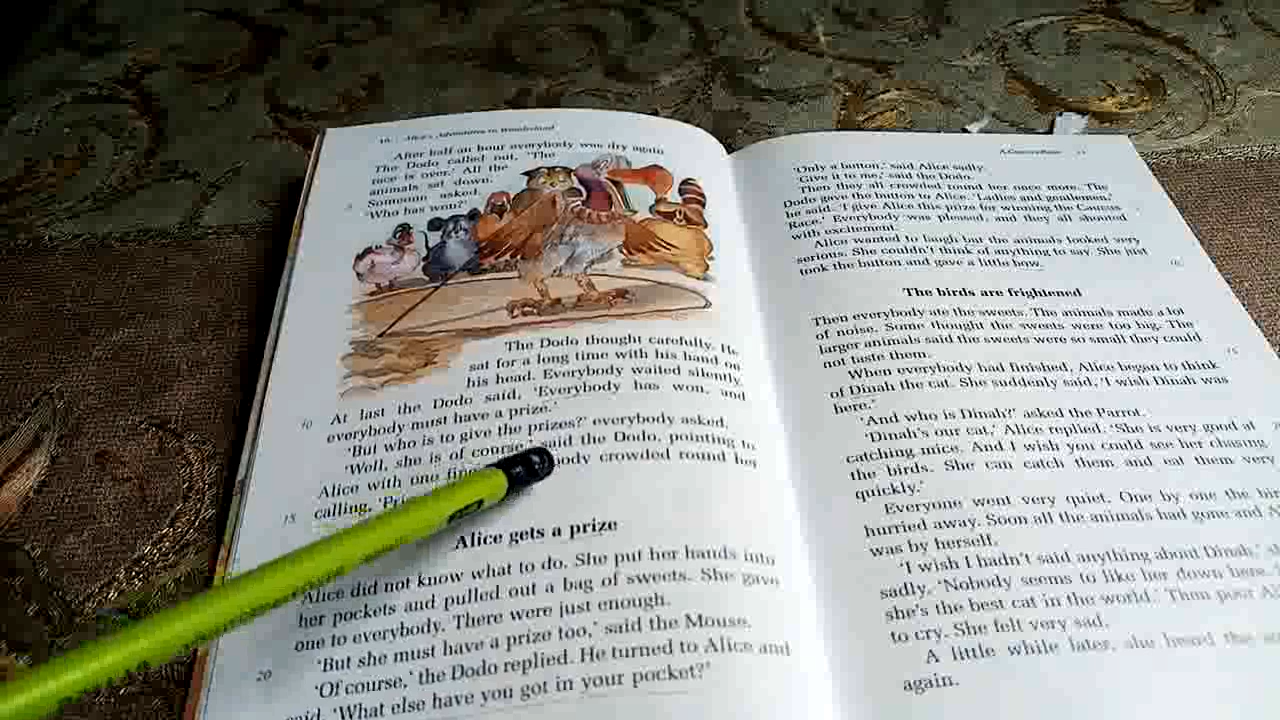 10 Alice's Adventures in Wonderland
After half an hour everybody was dry again
The Dodo called out, 'The
race is over.' All the
animals sat down.
5 Someone asked,
'Who has won?'
The Dodo thought carefully. He
sat for a long time with his hand on
his head. Everybody waited silently.
At last the Dodo said, 'Everybody has won, and
10 everybody must have a prize.'
'But who is to give the prizes?' everybody asked.
'Well, she is of course,' said the Dodo, pointing to
Alice with one crowded round her
15 calling,
Alice gets a prize
Alice did not know what to do. She put her hands into
her pockets and pulled out a bag of sweets. She gave
one to everybody. There were just enough.
'But she must have a prize too,' said the Mouse.
20 'Of course,' the Dodo replied. He turned to Alice and
said, 'What else have you got in your pocket?'
'Only a button,' said Alice sadly.
'Give it to me,' said the Dodo.
Then they all crowded round her once more. The
Dodo gave the button to Alice. 'Ladies and gentlemen,'
he said. 'I give Alice this button for winning the Caucus
Race.' Everybody was pleased, and they all shouted
with excitement.
Alice wanted to laugh but the animals looked very
serious. She couldn't think of anything to say. She just
took the button and gave a little bow. 10
The birds are frightened
Then everybody ate the sweets. The animals made a lot
of noise. Some thought the sweets were too big. The
larger animals said the sweets were so small they could
not taste them. 15
When everybody had finished, Alice began to think
of Dinah the cat. She suddenly said, 'I wish Dinah was
here.'
'And who is Dinah?' asked the Parrot.
'Dinah's our cat,' Alice replied. 'She is very good at
catching mice. And I wish you could see her chasing
the birds. She can catch them and eat them very
quickly.'
Everyone went very quiet. One by one the
hurried away. Soon all the animals had gone and
was by herself.
'I wish I hadn't said anything about Dinah,'
sadly. 'Nobody seems to like her down here.
she's the best cat in the world.' Then poor
to cry. She felt very sad.
A little while later, she heard the
again.